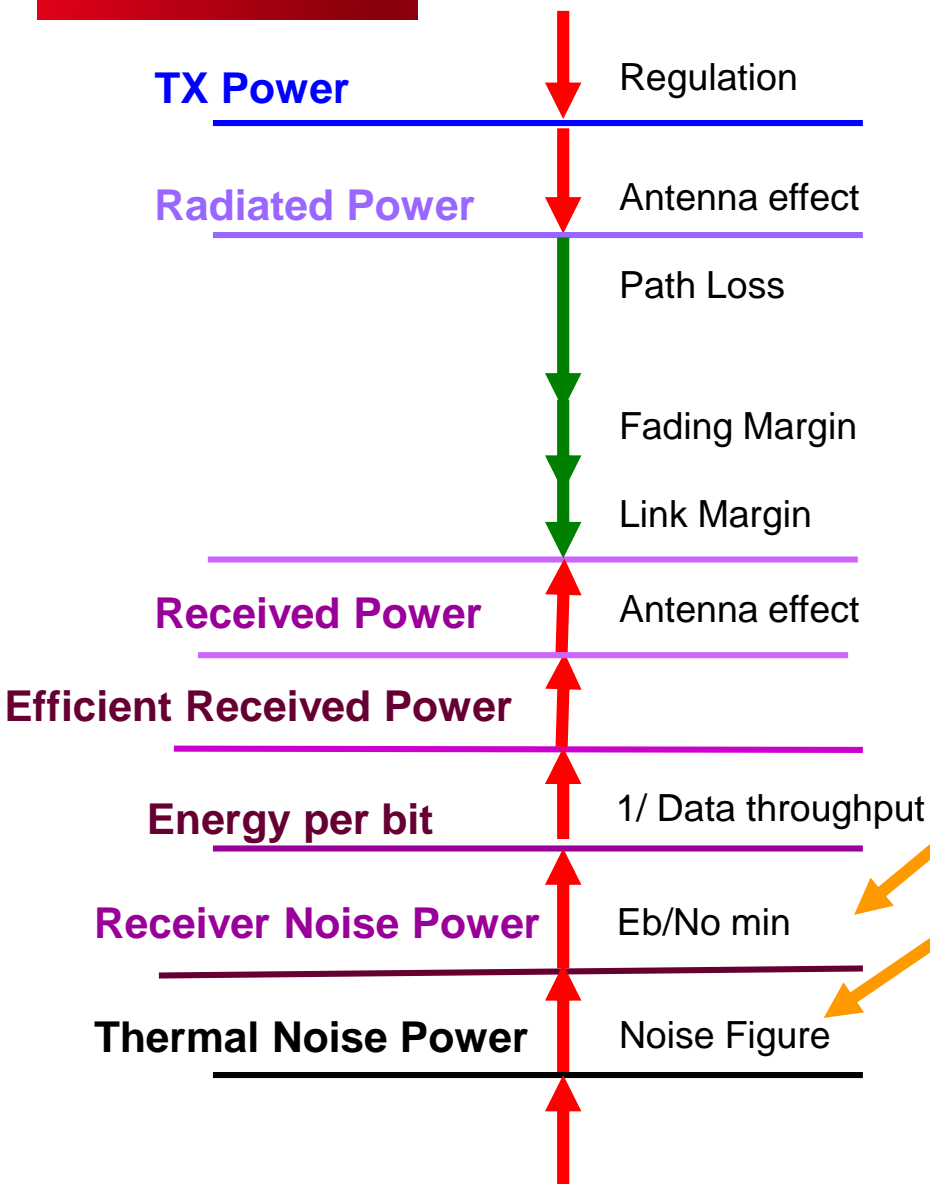 TX Power
Regulation
Radiated Power
Antenna effect
Path Loss
Fading Margin
Link Margin
Received Power
Antenna effect
Efficient Received Power
Energy per bit
1/ Data throughput
Receiver Noise Power
Eb/No min
Thermal Noise Power
Noise Figure